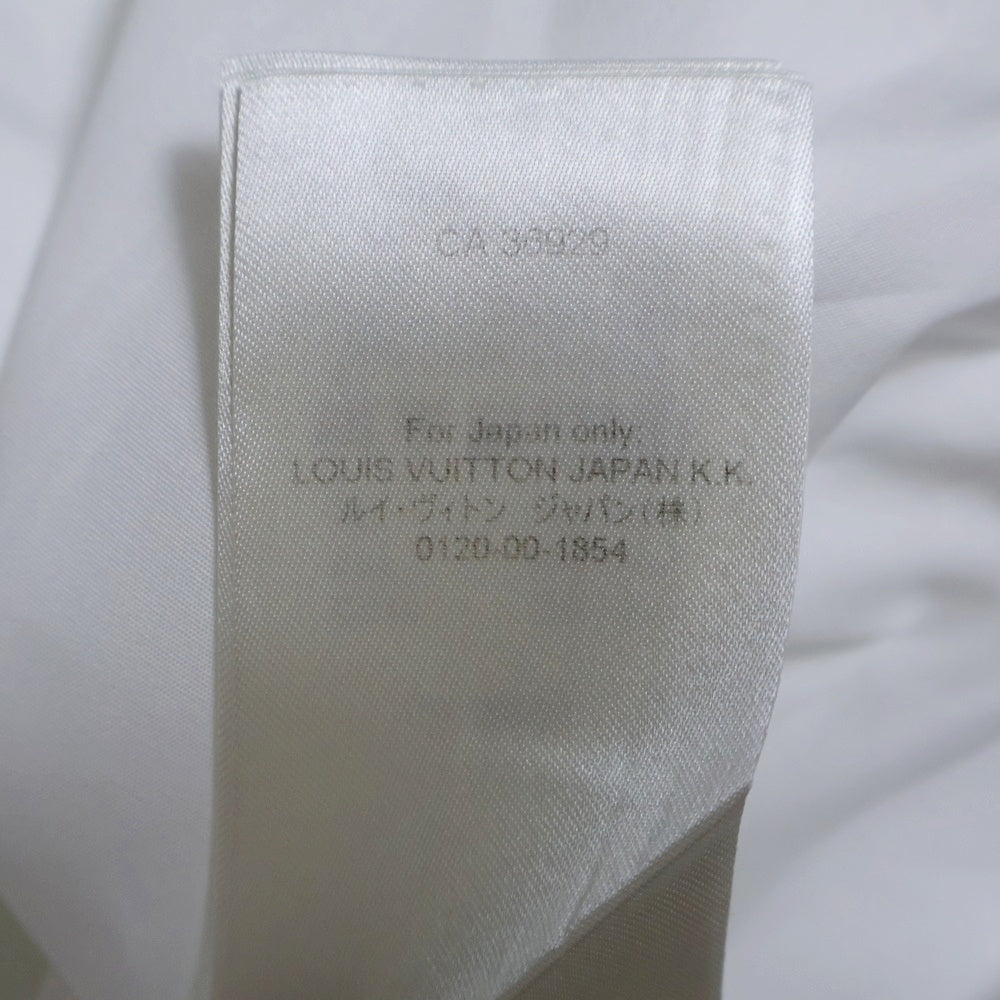 CA 36929
For Japan only:
LOUIS VUITTON JAPAN K.K.
ルイ・ヴィトン　ジャパン(株)
0120-00-1854